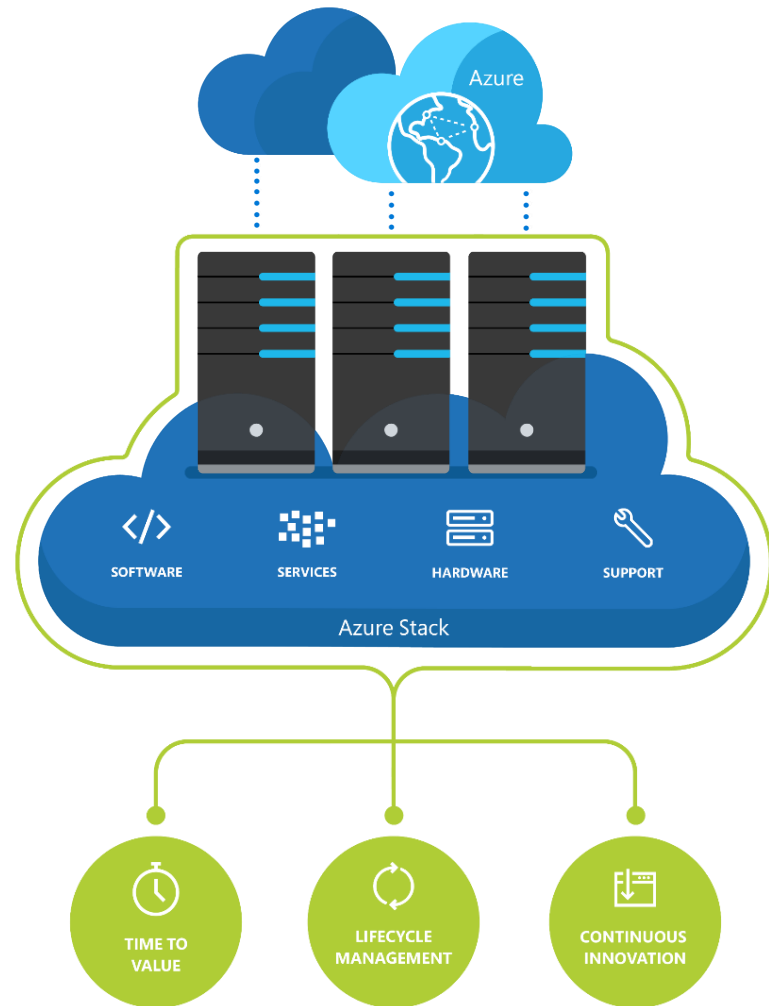 Azure
SOFTWARE
SERVICES
HARDWARE
SUPPORT
Azure Stack
TIME TO
VALUE
LIFECYCLE
MANAGEMENT
CONTINUOUS
INNOVATION